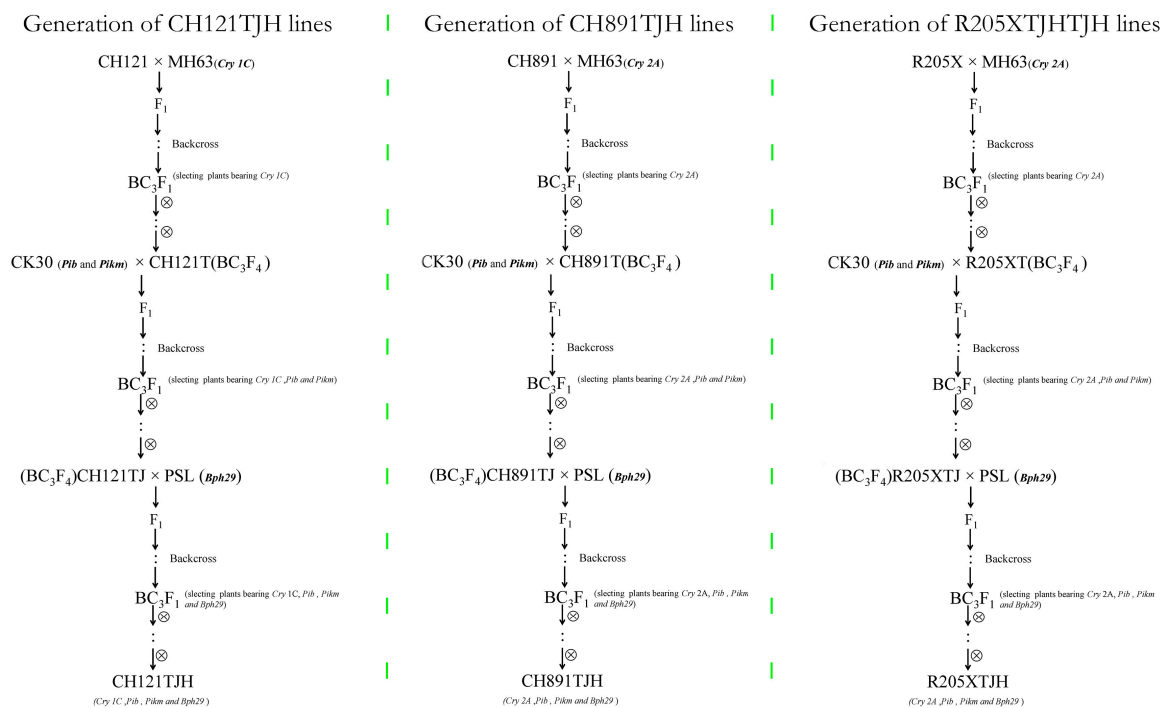 Generation of CH121TJH lines
CH121 × MH63(Cry 1C)
F₁
Backcross
BC₃F₁ (slecting plants bearing Cry 1C)
CK30 (Pib and Pikm) × CH121T(BC₃F₄)
F₁
Backcross
BC₃F₁ (slecting plants bearing Cry 1C ,Pib and Pikm)
(BC₃F₄)CH121TJ × PSL (Bph29)
F₁
Backcross
BC₃F₁ (slecting plants bearing Cry 1C, Pib , Pikm
and Bph29)
CH121TJH
(Cry 1C ,Pib , Pikm and Bph29 )
Generation of CH891TJH lines
CH891 × MH63(Cry 2A)
F₁
Backcross
BC₃F₁ (slecting plants bearing Cry 2A)
CK30 (Pib and Pikm) × CH891T(BC₃F₄)
F₁
Backcross
BC₃F₁ (slecting plants bearing Cry 2A ,Pib and Pikm)
(BC₃F₄)CH891TJ × PSL (Bph29)
F₁
Backcross
BC₃F₁ (slecting plants bearing Cry 2A, Pib , Pikm
and Bph29)
CH891TJH
(Cry 2A ,Pib , Pikm and Bph29 )
Generation of R205XTJHTJH lines
R205X × MH63(Cry 2A)
F₁
Backcross
BC₃F₁ (slecting plants bearing Cry 2A)
CK30 (Pib and Pikm) × R205XT(BC₃F₄)
F₁
Backcross
BC₃F₁ (slecting plants bearing Cry 2A ,Pib and Pikm)
(BC₃F₄)R205XTJ × PSL (Bph29)
F₁
Backcross
BC₃F₁ (slecting plants bearing Cry 2A, Pib , Pikm
and Bph29)
R205XTJH
(Cry 2A ,Pib , Pikm and Bph29 )